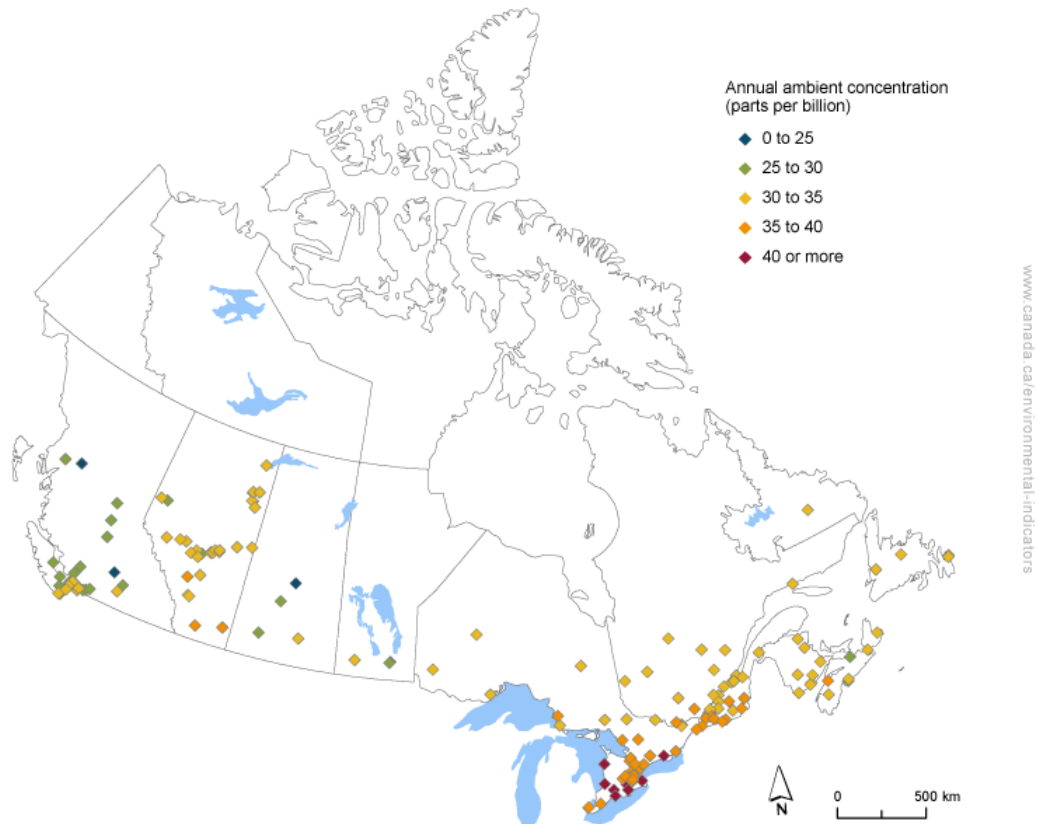 Annual ambient concentration
(parts per billion)
0 to 25
25 to 30
30 to 35
35 to 40
40 or more
www.canada.ca/environmental-indicators
N
0 500 km